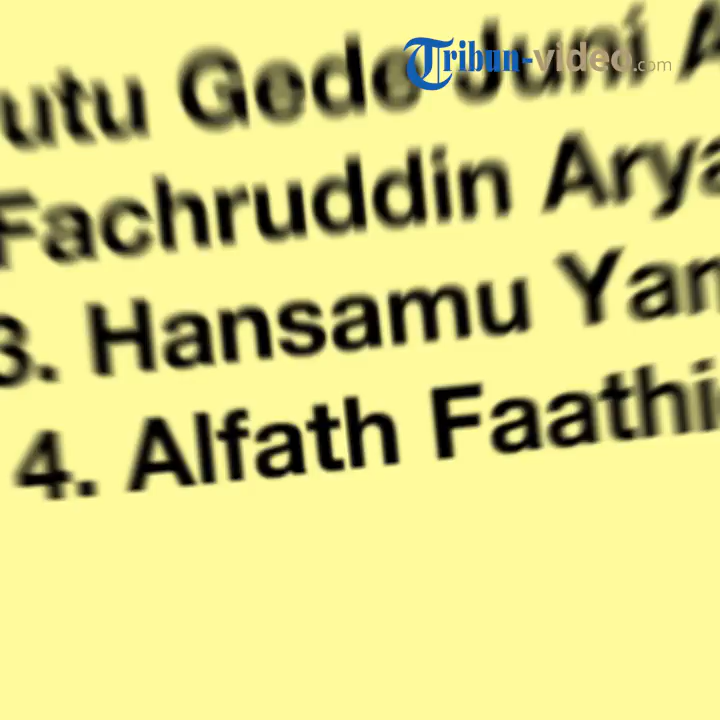 Tribun-video.com
utu Gede Juni A
Fachruddin Arya
3. Hansamu Yan
4. Alfath Faathi